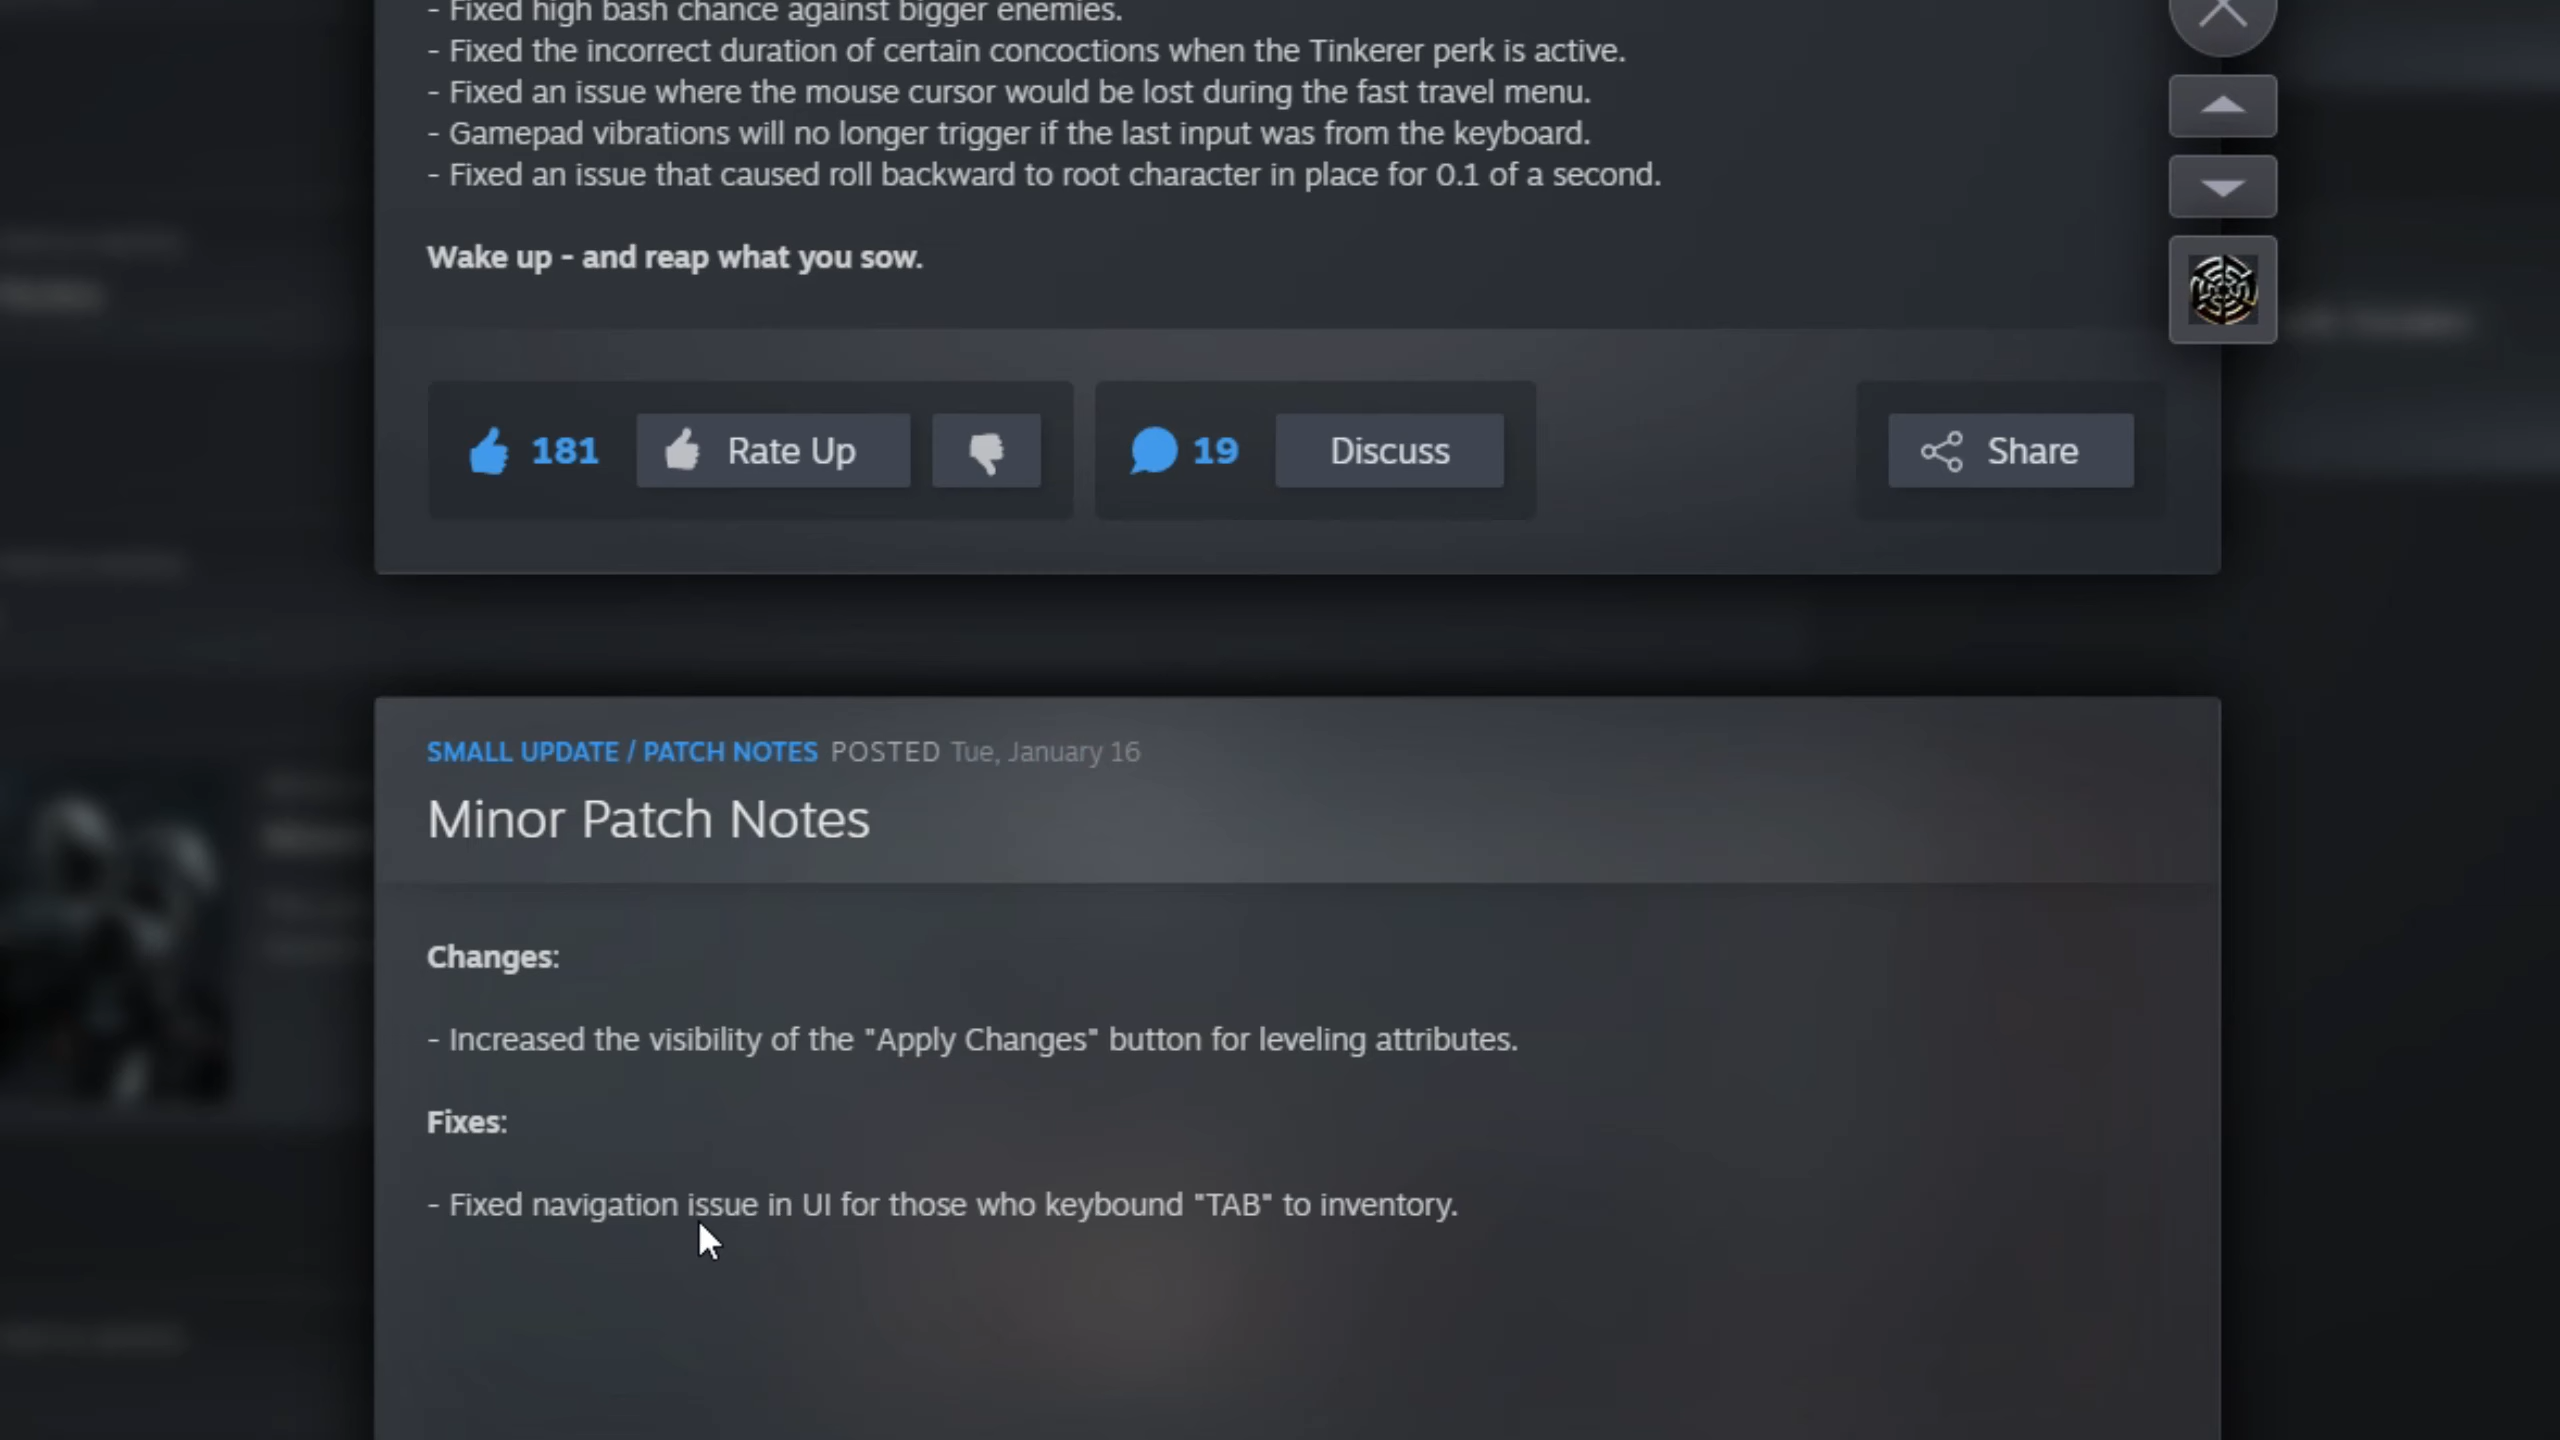 - Fixed high bash chance against bigger enemies.
- Fixed the incorrect duration of certain concoctions when the Tinkerer perk is active.
- Fixed an issue where the mouse cursor would be lost during the fast travel menu.
- Gamepad vibrations will no longer trigger if the last input was from the keyboard.
- Fixed an issue that caused roll backward to root character in place for 0.1 of a second.
Wake up - and reap what you sow.
181 Rate Up 19 Discuss Share
SMALL UPDATE / PATCH NOTES POSTED Tue, January 16
Minor Patch Notes
Changes:
- Increased the visibility of the "Apply Changes" button for leveling attributes.
Fixes:
- Fixed navigation issue in UI for those who keybound "TAB" to inventory.